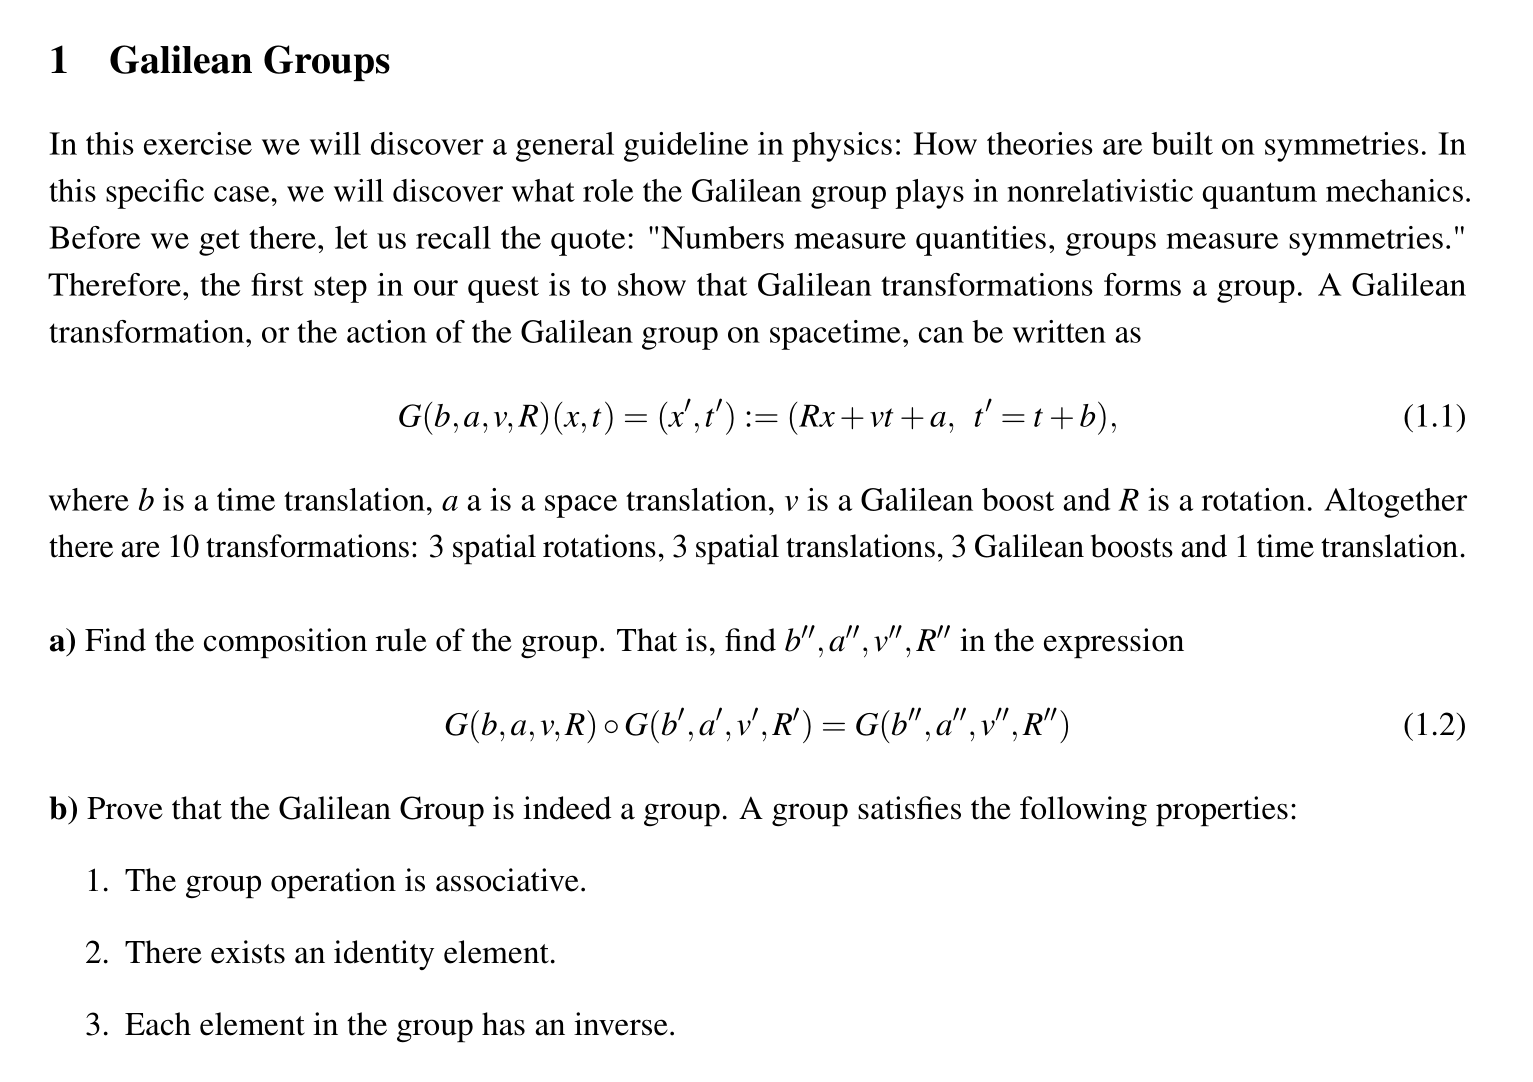 1 Galilean Groups
In this exercise we will discover a general guideline in physics: How theories are built on symmetries. In
this specific case, we will discover what role the Galilean group plays in nonrelativistic quantum mechanics.
Before we get there, let us recall the quote: "Numbers measure quantities, groups measure symmetries."
Therefore, the first step in our quest is to show that Galilean transformations forms a group. A Galilean
transformation, or the action of the Galilean group on spacetime, can be written as
G(b,a,v,R)(x,t) = (x′,t′) := (Rx+vt+a, t′ = t+b), (1.1)
where b is a time translation, a a is a space translation, v is a Galilean boost and R is a rotation. Altogether
there are 10 transformations: 3 spatial rotations, 3 spatial translations, 3 Galilean boosts and 1 time translation.
a) Find the composition rule of the group. That is, find b″,a″,v″,R″ in the expression
G(b,a,v,R)∘G(b′,a′,v′,R′) = G(b″,a″,v″,R″) (1.2)
b) Prove that the Galilean Group is indeed a group. A group satisfies the following properties:
1. The group operation is associative.
2. There exists an identity element.
3. Each element in the group has an inverse.